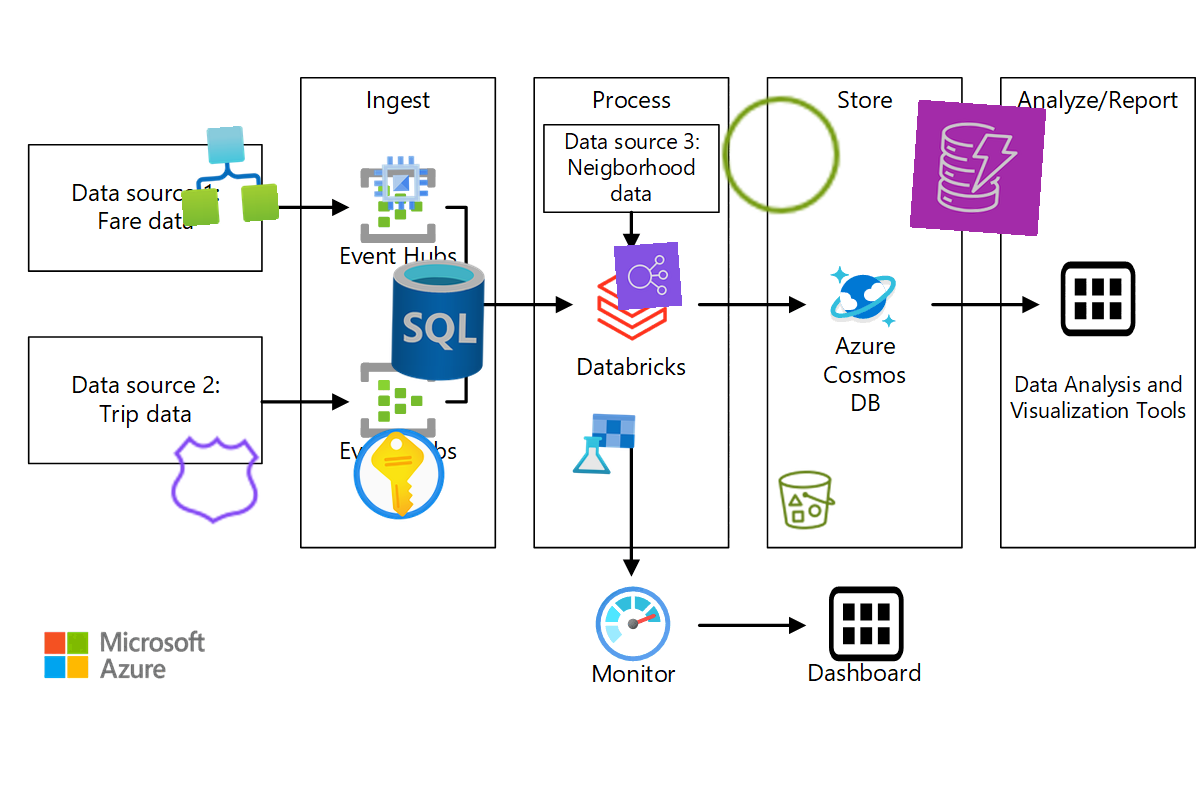 Ingest
Process
Store
Analyze/Report
Data source 1:
Fare data
Data source 3:
Neigborhood
data
Event Hubs
SQL
Databricks
Azure
Cosmos
DB
Data Analysis and
Visualization Tools
Data source 2:
Trip data
Event Hubs
Monitor
Dashboard
Microsoft
Azure